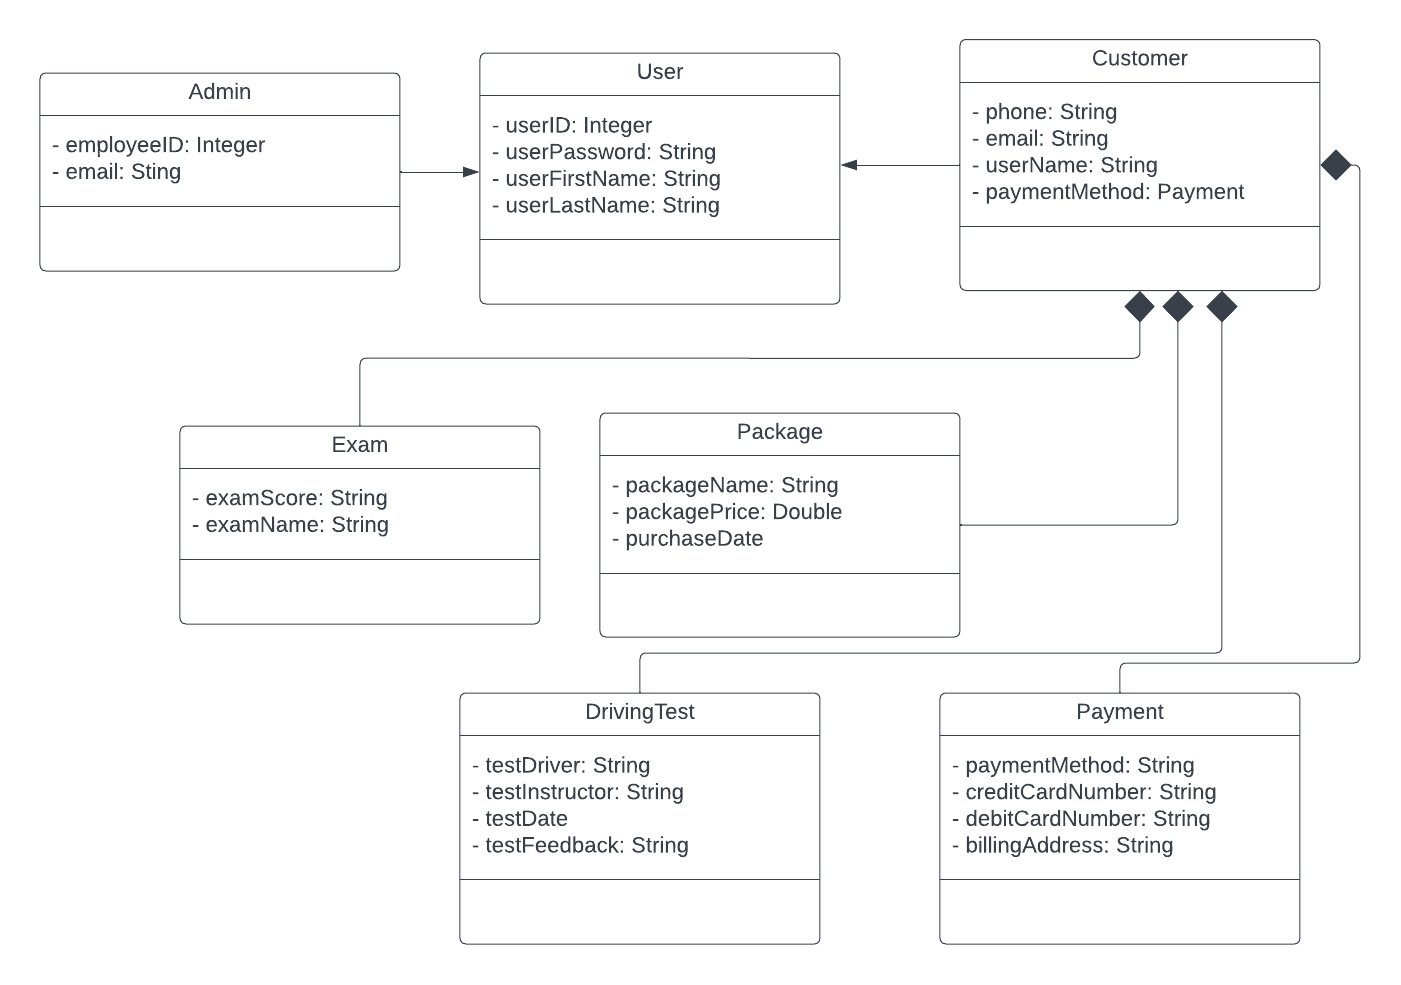 Admin
- employeeID: Integer
- email: Sting
User
- userID: Integer
- userPassword: String
- userFirstName: String
- userLastName: String
Customer
- phone: String
- email: String
- userName: String
- paymentMethod: Payment
Exam
- examScore: String
- examName: String
Package
- packageName: String
- packagePrice: Double
- purchaseDate
DrivingTest
- testDriver: String
- testInstructor: String
- testDate
- testFeedback: String
Payment
- paymentMethod: String
- creditCardNumber: String
- debitCardNumber: String
- billingAddress: String